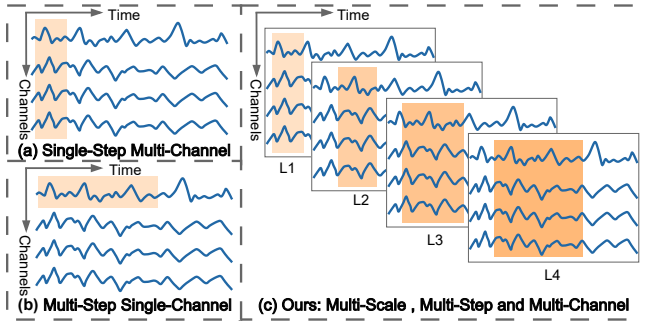 Time
Channels
(a) Single-Step Multi-Channel
Time
Channels
(b) Multi-Step Single-Channel
Time
Channels
L1
L2
L3
L4
(c) Ours: Multi-Scale , Multi-Step and Multi-Channel